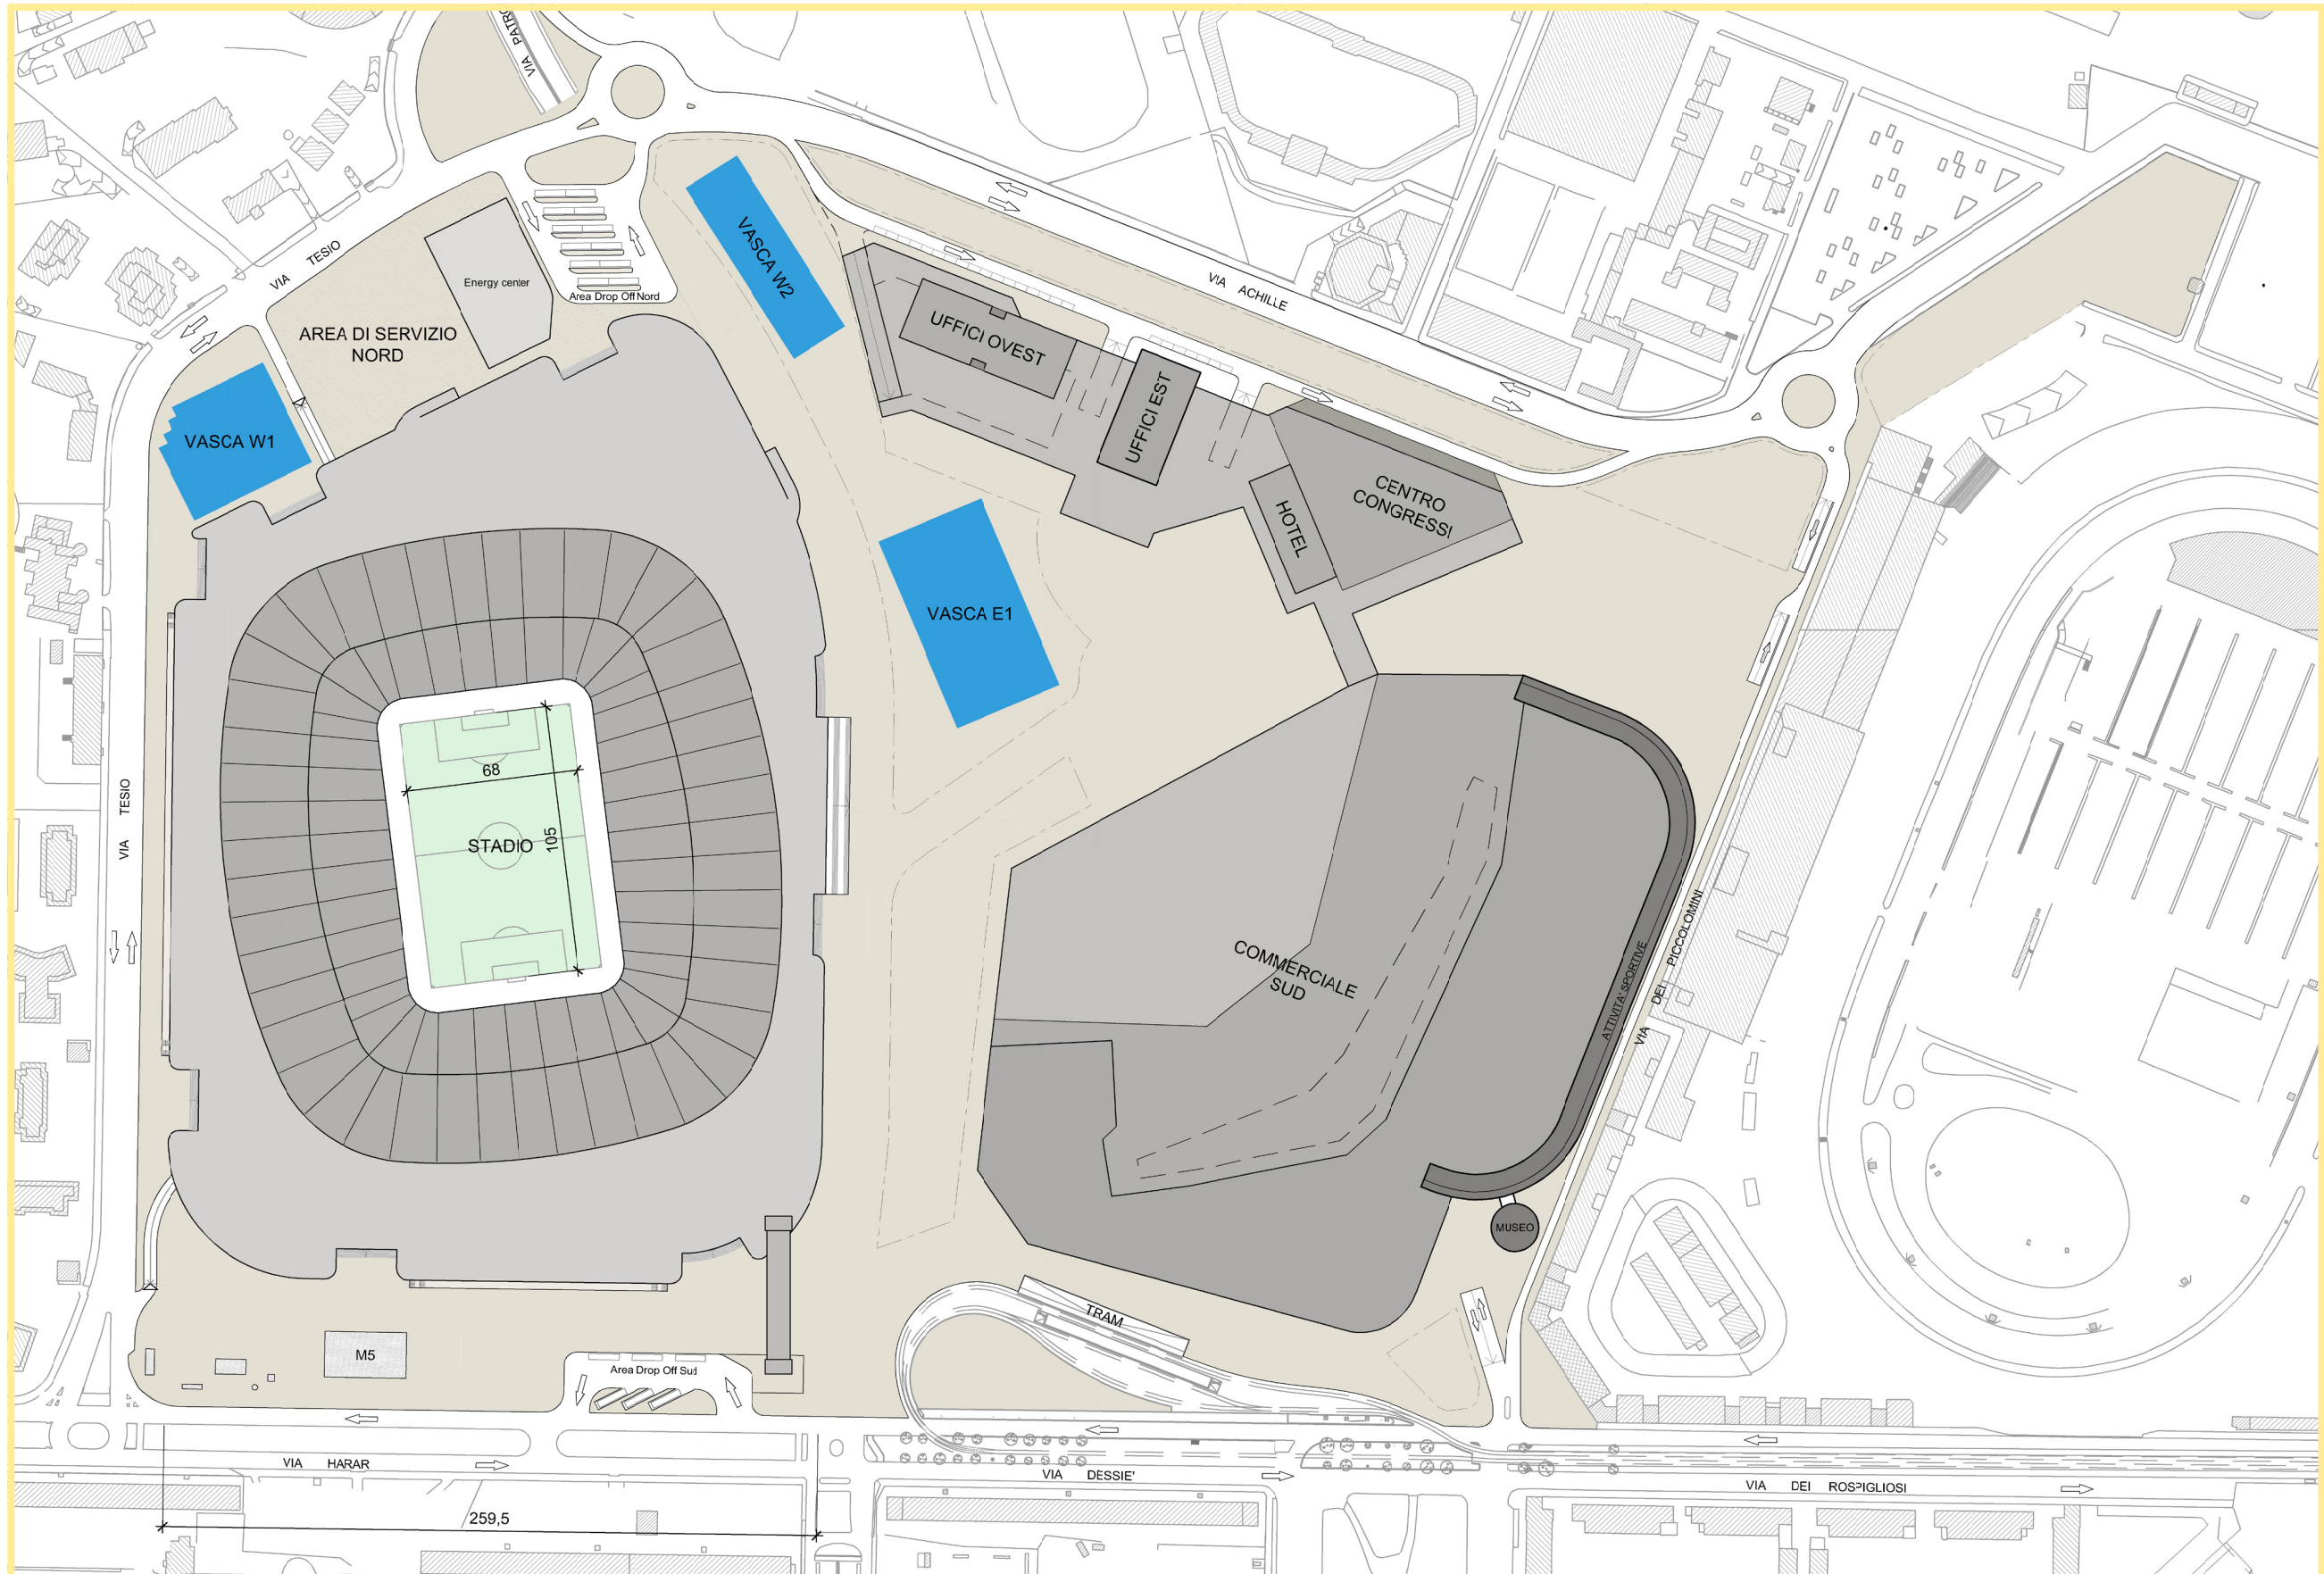 VIA PATRO
VIA TESIO
Energy center
Area Drop Off Nord
AREA DI SERVIZIO
NORD
VASCA W2
VASCA W1
UFFICI OVEST
UFFICI EST
VIA ACHILLE
CENTRO
CONGRESSI
HOTEL
VASCA E1
68
105
STADIO
VIA TESIO
COMMERCIALE
SUD
ATTIVITA' SPORTIVE
VIA DEI PICCOLOMINI
MUSEO
TRAM
M5
Area Drop Off Sud
VIA HARAR
VIA DESSIE'
VIA DEI ROSPIGLIOSI
259,5